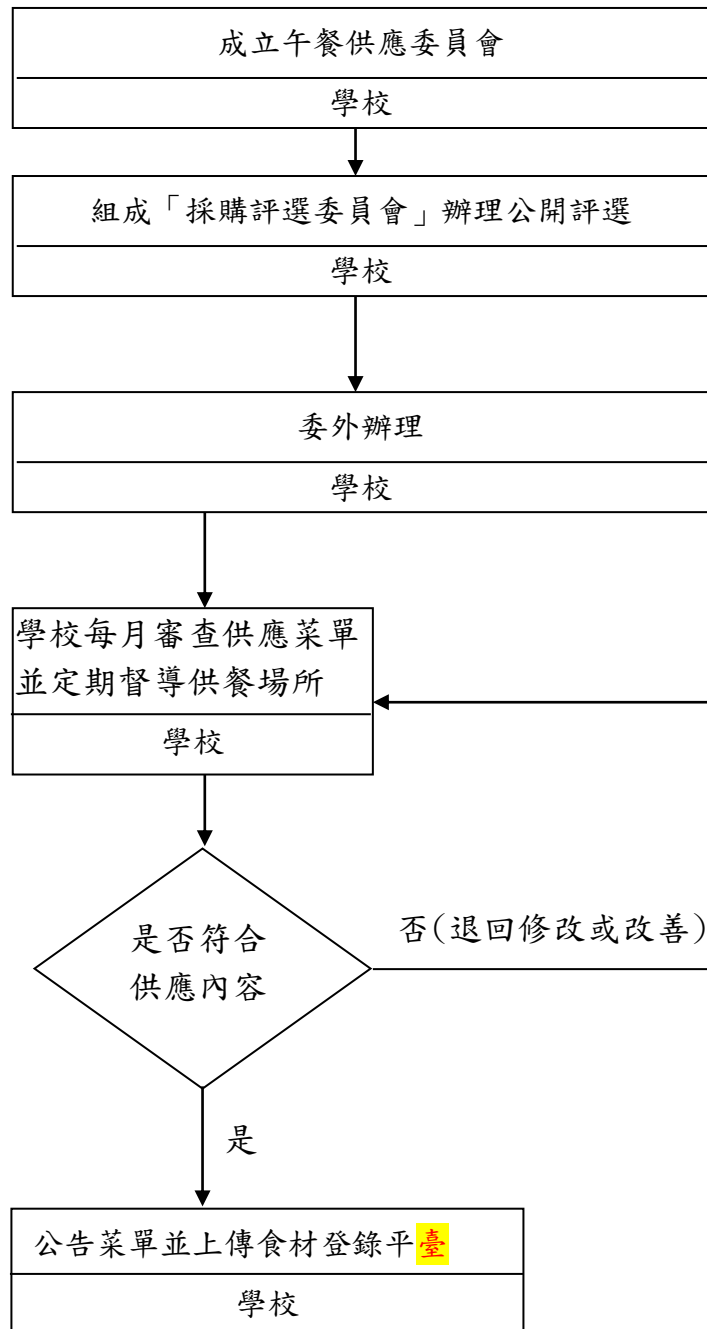 成立午餐供應委員會
學校
組成「採購評選委員會」辦理公開評選
學校
委外辦理
學校
學校每月審查供應菜單
並定期督導供餐場所
學校
是否符合
供應內容
否(退回修改或改善)
是
公告菜單並上傳食材登錄平臺
學校